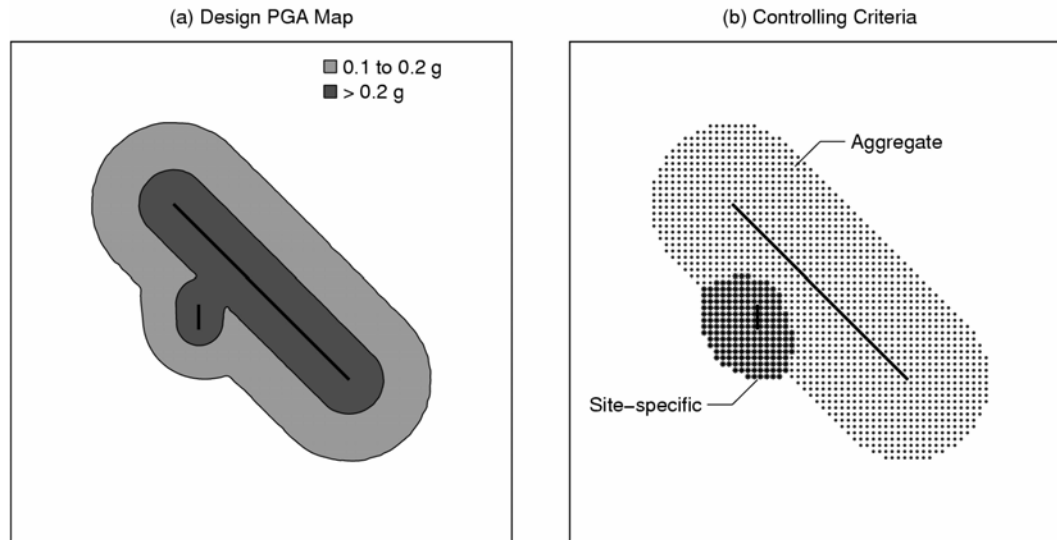 (a) Design PGA Map
0.1 to 0.2 g
> 0.2 g
(b) Controlling Criteria
Aggregate
Site−specific